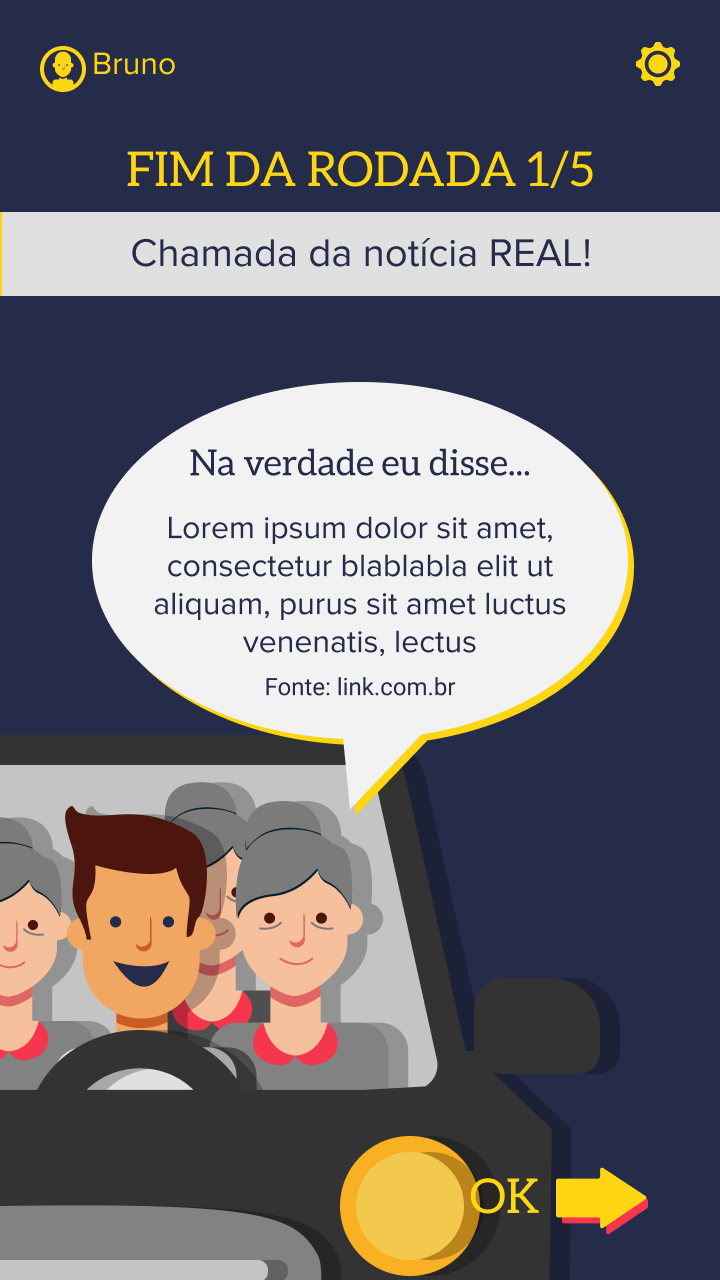 Bruno
FIM DA RODADA 1/5
Chamada da notícia REAL!
Na verdade eu disse...
Lorem ipsum dolor sit amet,
consectetur blablabla elit ut
aliquam, purus sit amet luctus
venenatis, lectus
Fonte: link.com.br
OK